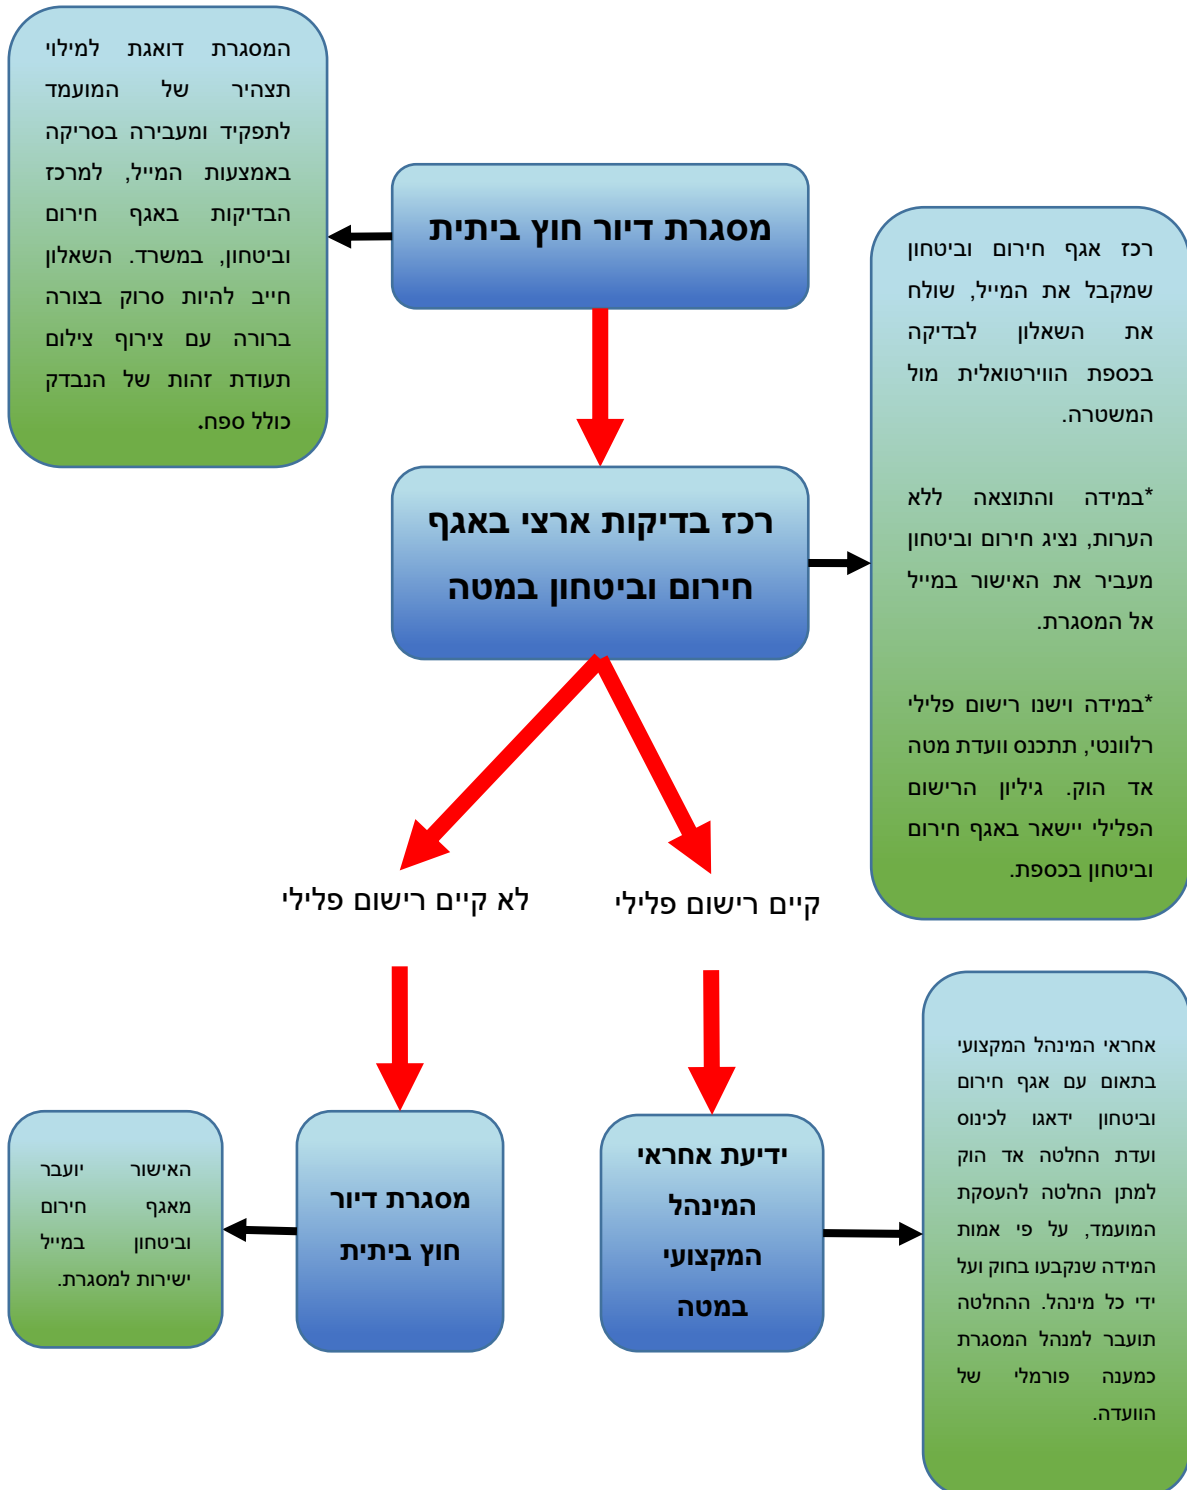 המסגרת דואגת למילוי
תצהיר של המועמד
לתפקיד ומעבירה בסריקה
באמצעות המייל, למרכז
הבדיקות באגף חירום
וביטחון, במשרד. השאלון
חייב להיות סרוק בצורה
ברורה עם צירוף צילום
תעודת זהות של הנבדק
כולל ספח.
מסגרת דיור חוץ ביתית
רכז אגף חירום וביטחון
שמקבל את המייל, שולח
את השאלון לבדיקה
בכספת הווירטואלית מול
המשטרה.
*במידה והתוצאה ללא
הערות, נציג חירום וביטחון
מעביר את האישור במייל
אל המסגרת.
*במידה וישנו רישום פלילי
רלוונטי, תתכנס וועדת מטה
אד הוק. גיליון הרישום
הפלילי יישאר באגף חירום
וביטחון בכספת.
רכז בדיקות ארצי באגף
חירום וביטחון במטה
קיים רישום פלילי
לא קיים רישום פלילי
אחראי המינהל המקצועי
בתאום עם אגף חירום
וביטחון ידאגו לכינוס
ועדת החלטה אד הוק
למתן החלטה להעסקת
המועמד, על פי אמות
המידה שנקבעו בחוק ועל
ידי כל מינהל. ההחלטה
תועבר למנהל המסגרת
כמענה פורמלי של
הוועדה.
ידיעת אחראי
המינהל
המקצועי
במטה
מסגרת דיור
חוץ ביתית
האישור יועבר
מאגף חירום
וביטחון במייל
ישירות למסגרת.